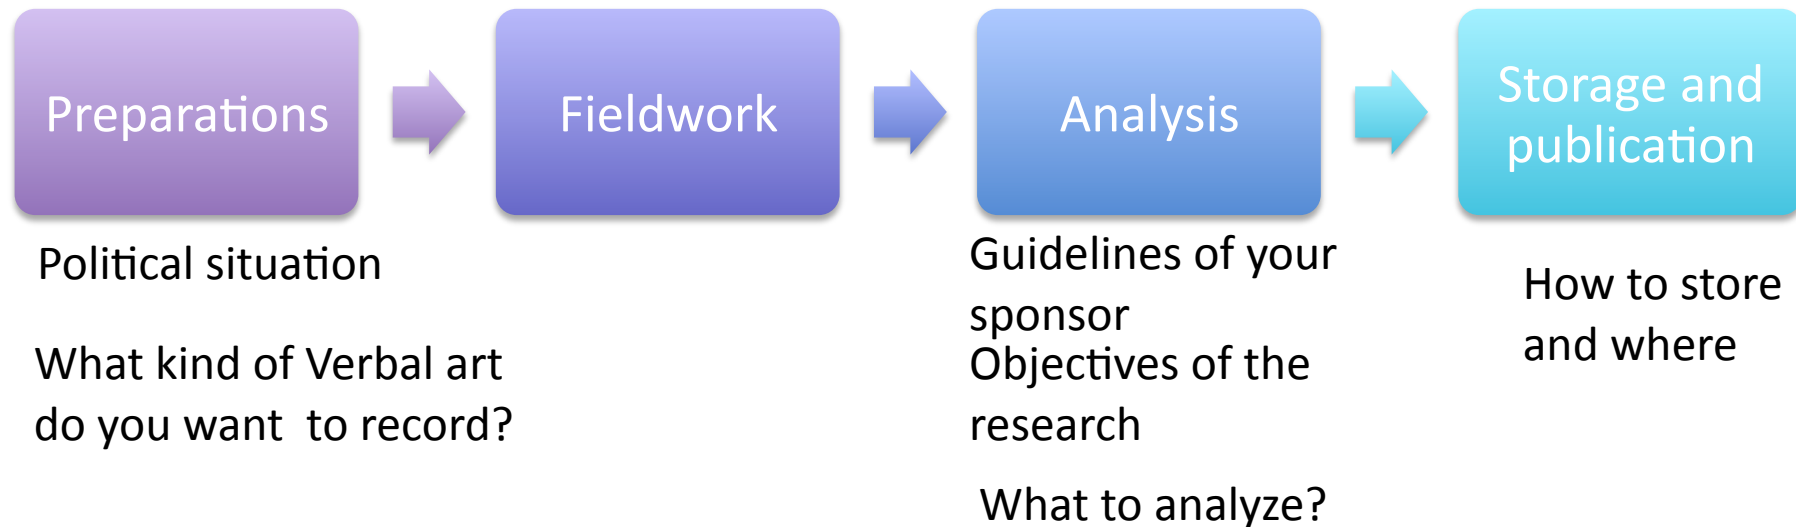 Preparations
Fieldwork
Analysis
Storage and
publication
Political situation
What kind of Verbal art
do you want  to record?
Guidelines of your
sponsor
Objectives of the
research
What to analyze?
How to store
and where